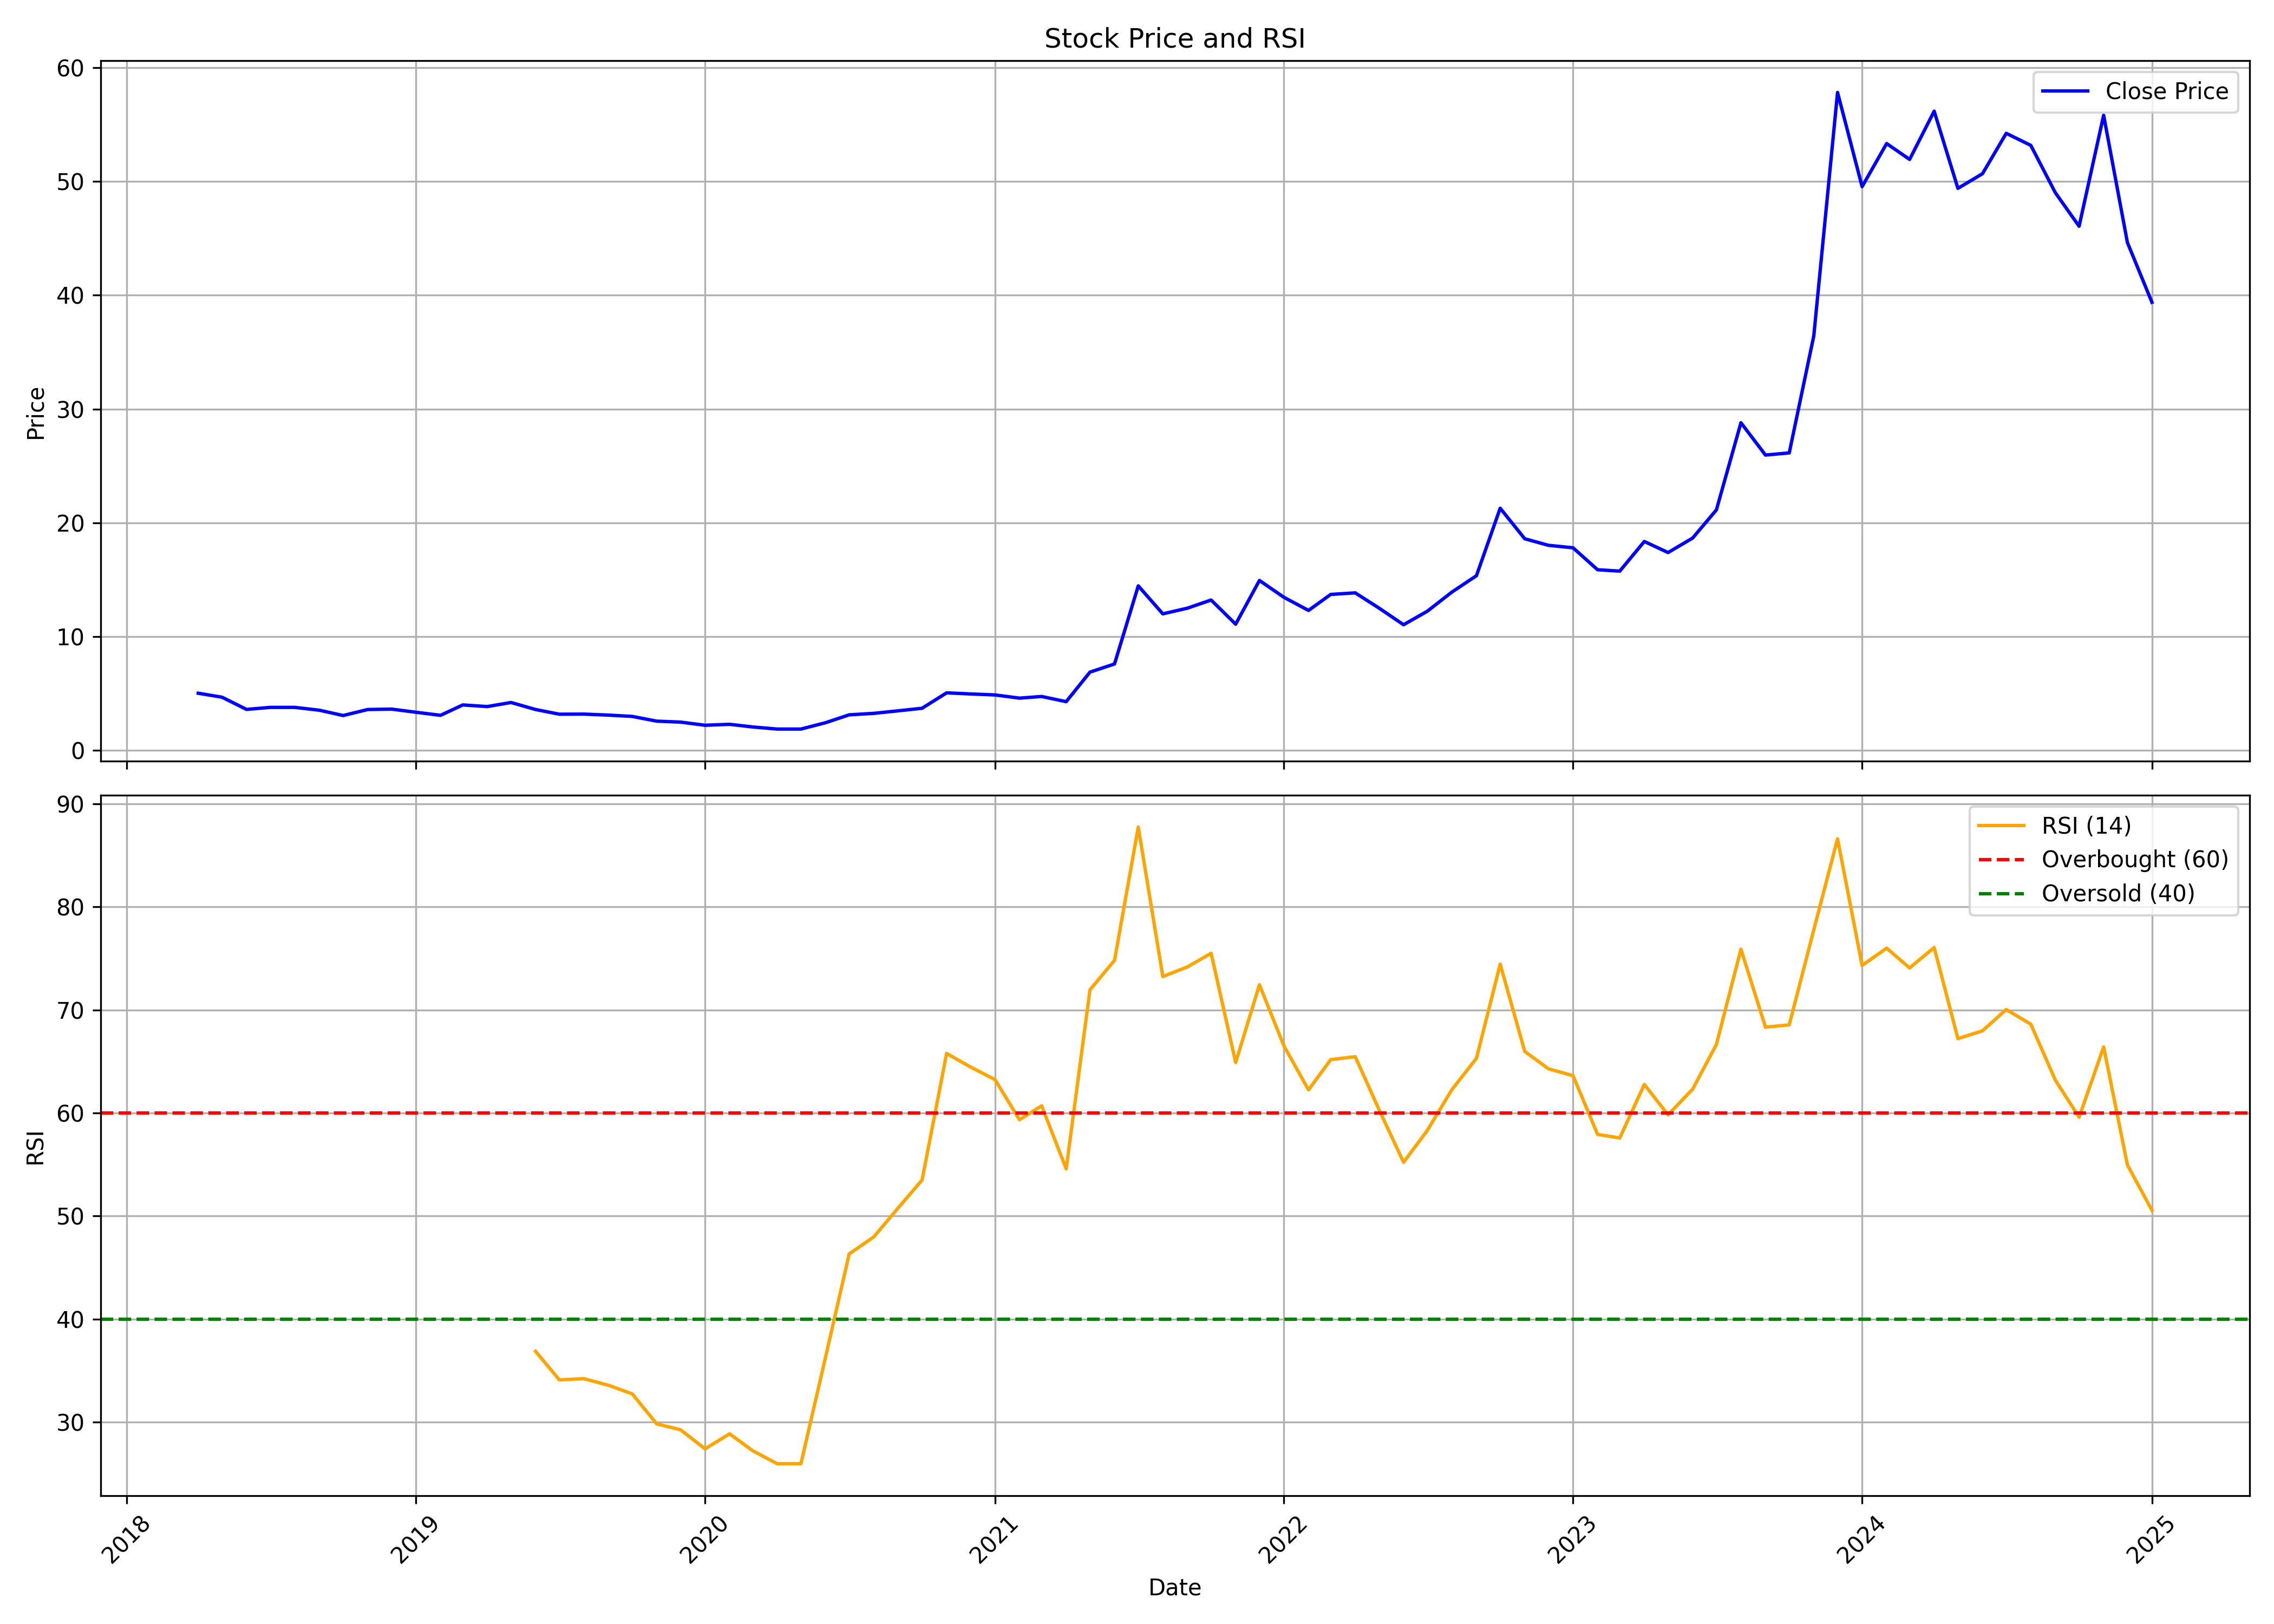 Stock Price and RSI
Close Price
Price
60
50
40
30
20
10
0
RSI (14)
Overbought (60)
Oversold (40)
RSI
90
80
70
60
50
40
30
2018
2019
2020
2021
2022
2023
2024
2025
Date